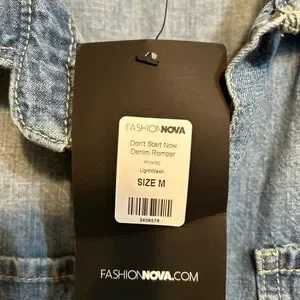 FASHIONNOVA
Don't Start Now
Denim Romper
LightWash
SIZE M
3656578
FASHIONNOVA.COM